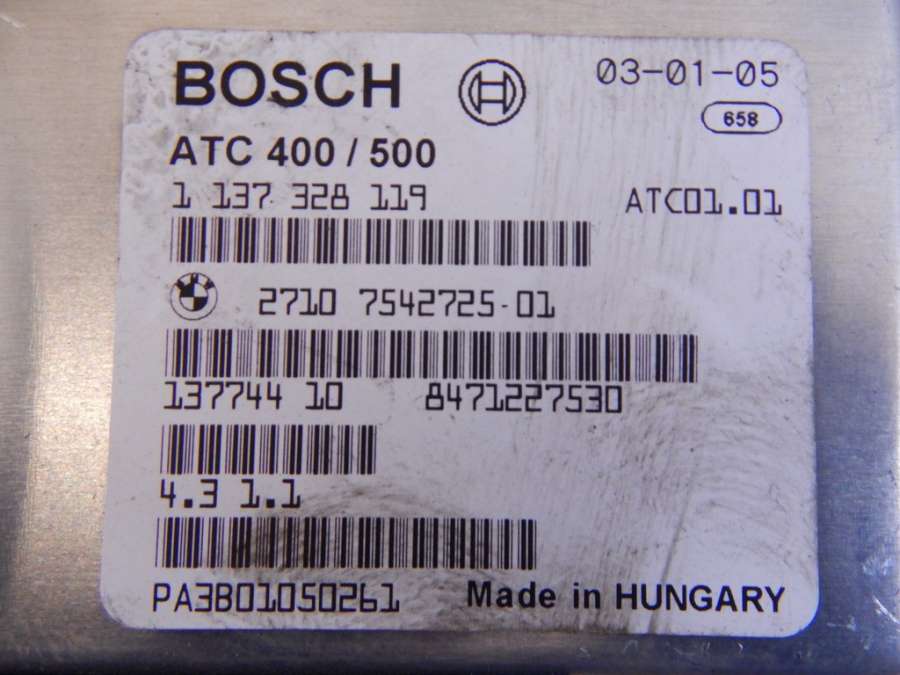 BOSCH 03-01-05
658
ATC 400 / 500
1 137 328 119 ATC01.01
2710 7542725-01
137744 10 8471227530
4.3 1.1
PA3B01050261 Made in HUNGARY